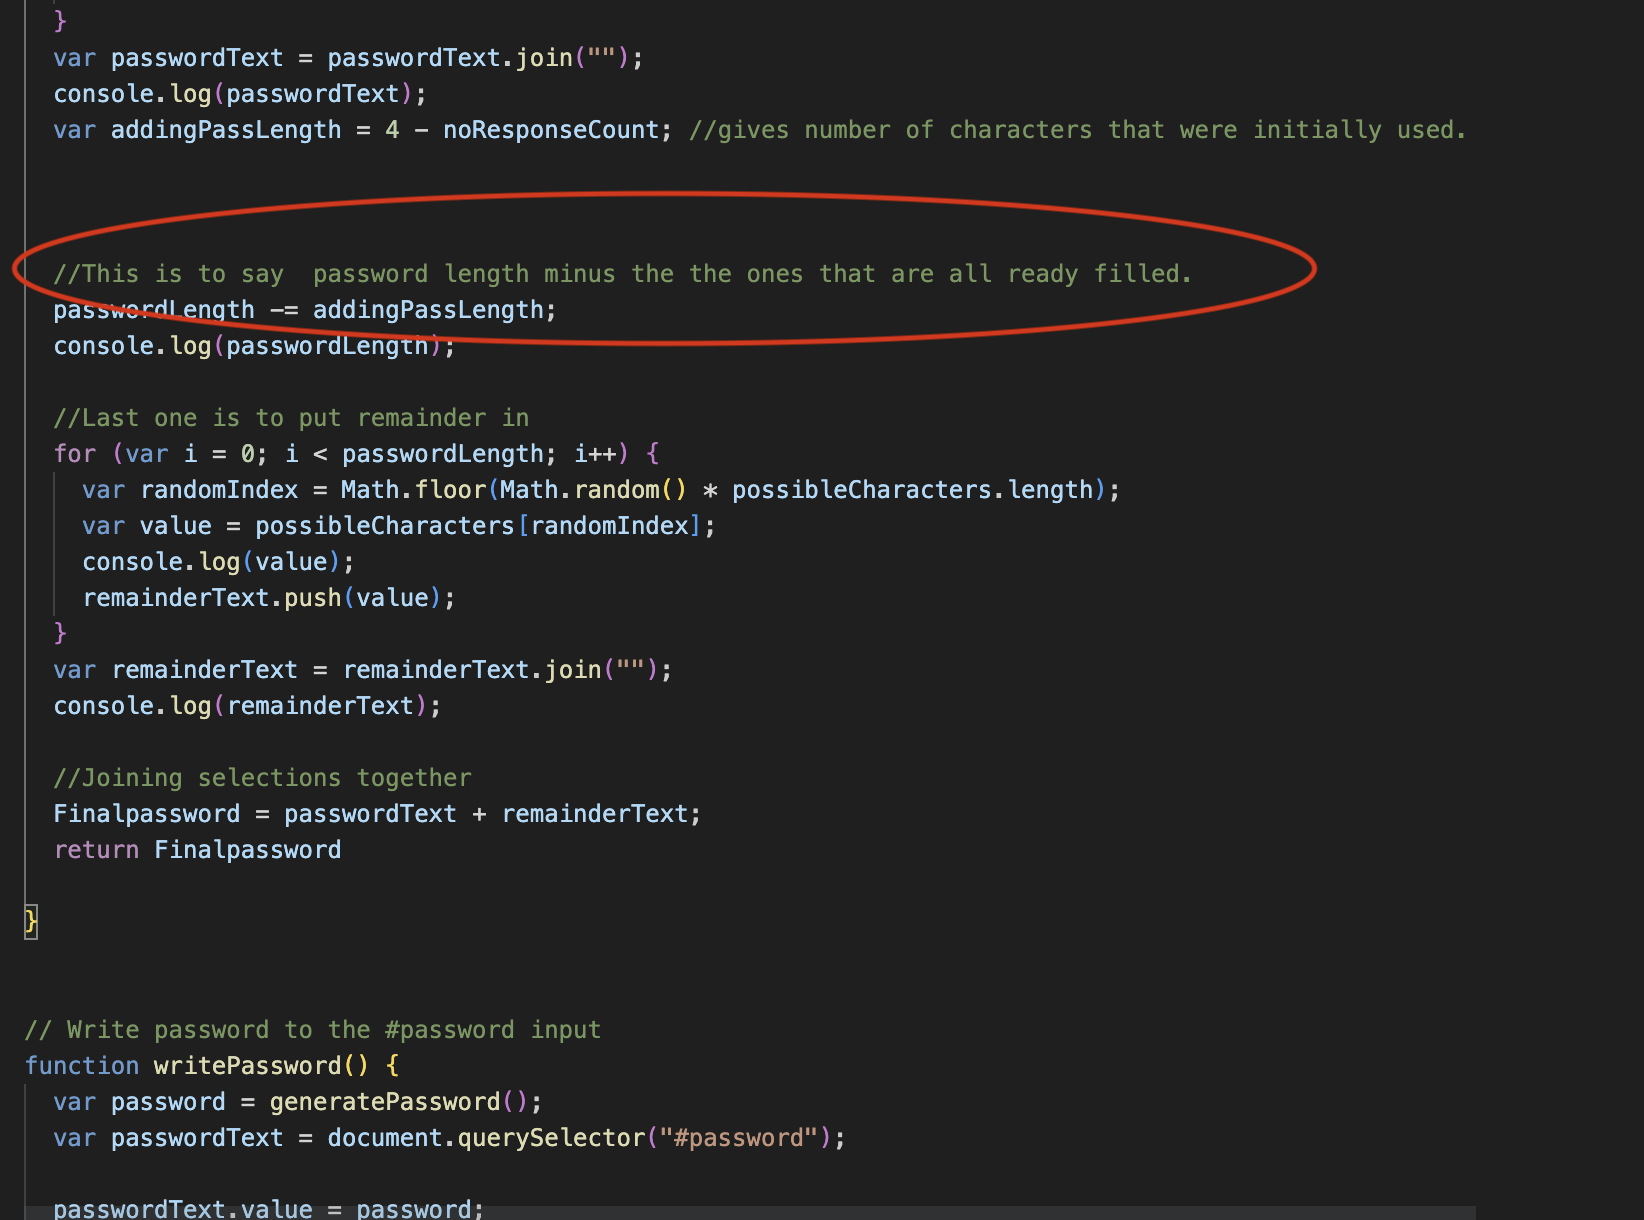 }
var passwordText = passwordText.join("");
console.log(passwordText);
var addingPassLength = 4 - noResponseCount; //gives number of characters that were initially used.
//This is to say  password length minus the the ones that are all ready filled.
passwordLength -= addingPassLength;
console.log(passwordLength);
//Last one is to put remainder in
for (var i = 0; i < passwordLength; i++) {
var randomIndex = Math.floor(Math.random() * possibleCharacters.length);
var value = possibleCharacters[randomIndex];
console.log(value);
remainderText.push(value);
}
var remainderText = remainderText.join("");
console.log(remainderText);
//Joining selections together
Finalpassword = passwordText + remainderText;
return Finalpassword
}
// Write password to the #password input
function writePassword() {
var password = generatePassword();
var passwordText = document.querySelector("#password");
passwordText.value = password;